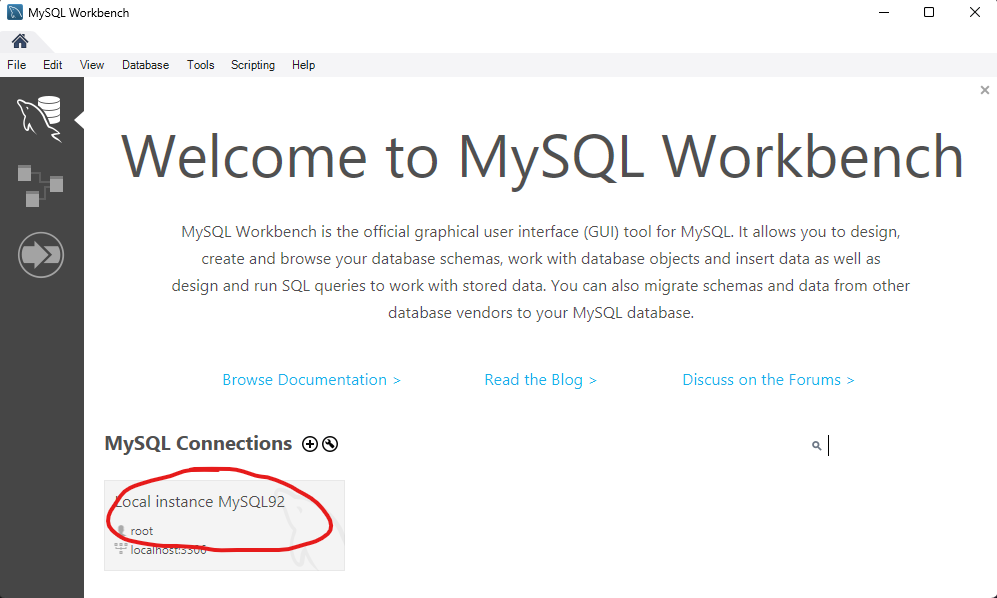 MySQL Workbench
File Edit View Database Tools Scripting Help
Welcome to MySQL Workbench
MySQL Workbench is the official graphical user interface (GUI) tool for MySQL. It allows you to design,
create and browse your database schemas, work with database objects and insert data as well as
design and run SQL queries to work with stored data. You can also migrate schemas and data from other
database vendors to your MySQL database.
Browse Documentation > Read the Blog > Discuss on the Forums >
MySQL Connections
Local instance MySQL92
root
localhost:3306